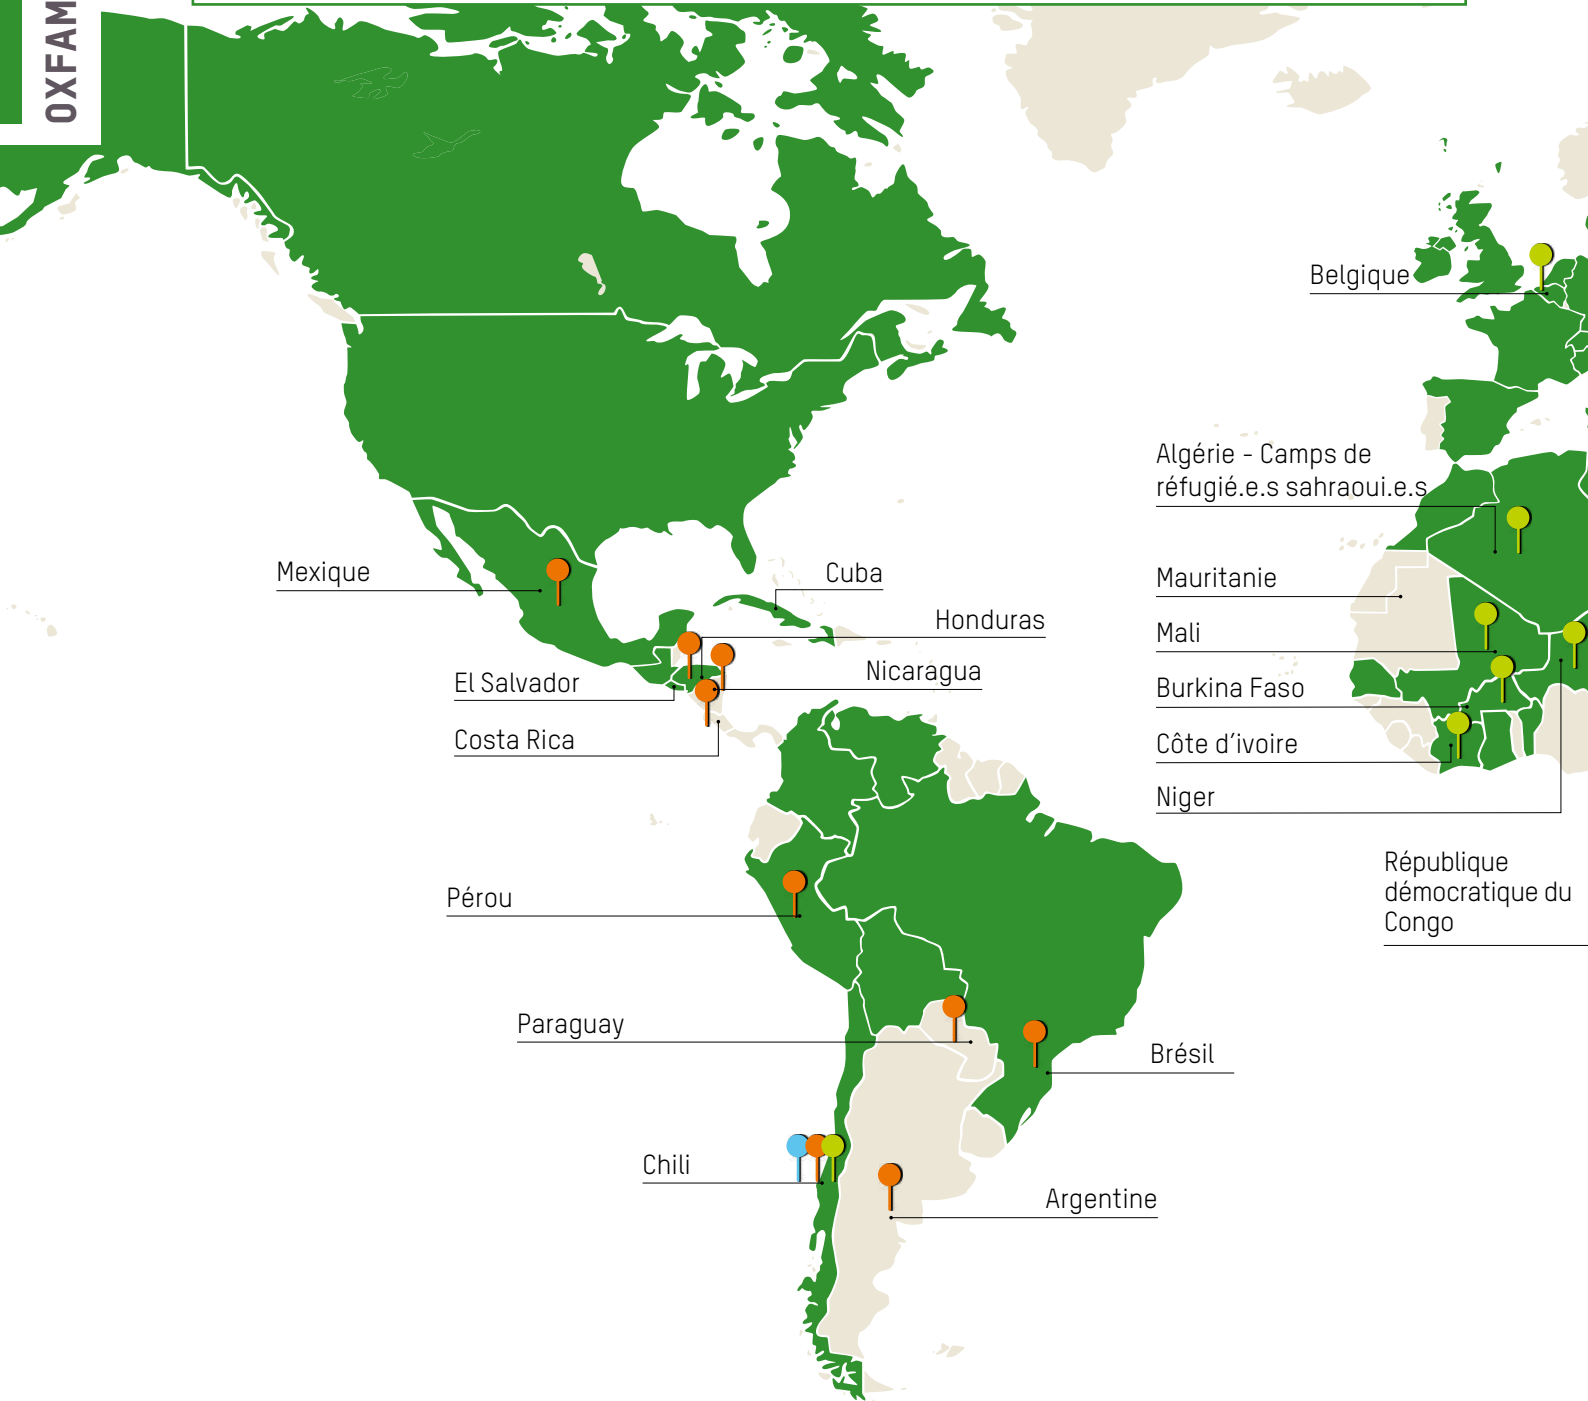 OXFAM
Belgique
Algérie - Camps de
réfugié.e.s sahraoui.e.s
Mexique
Cuba
Mauritanie
Honduras
Mali
Nicaragua
El Salvador
Burkina Faso
Costa Rica
Côte d'ivoire
Niger
République
démocratique du
Congo
Pérou
Paraguay
Brésil
Chili
Argentine